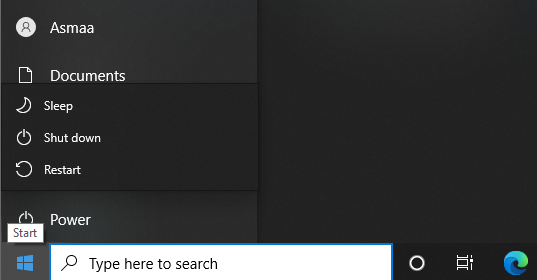 Asmaa
Documents
Sleep
Shut down
Restart
Power
Start
Type here to search